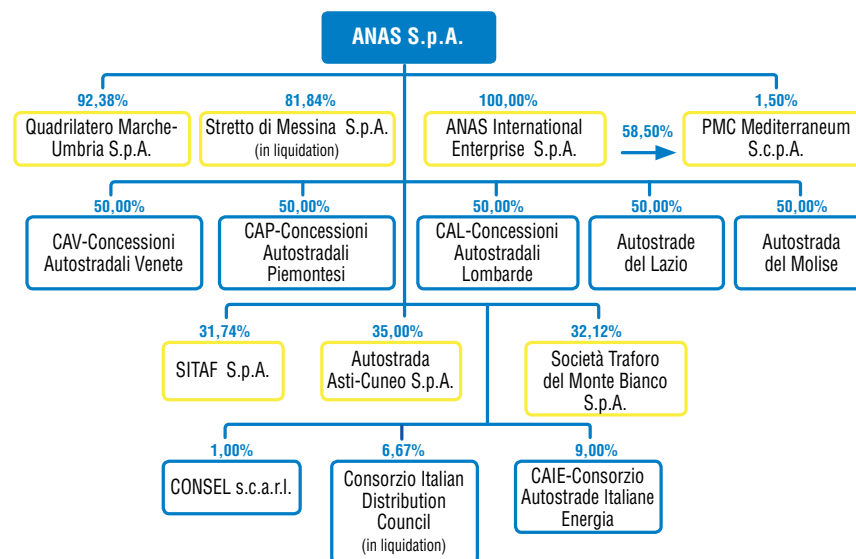 ANAS S.p.A.
92,38%
81,84%
100,00%
1,50%
Quadrilatero Marche-
Umbria S.p.A.
Stretto di Messina S.p.A.
(in liquidation)
ANAS International
Enterprise S.p.A.
58,50%
PMC Mediterraneum
S.c.p.A.
50,00%
50,00%
50,00%
50,00%
50,00%
CAV-Concessioni
Autostradali Venete
CAP-Concessioni
Autostradali
Piemontesi
CAL-Concessioni
Autostradali
Lombarde
Autostrade
del Lazio
Autostrada
del Molise
31,74%
35,00%
32,12%
SITAF S.p.A.
Autostrada
Asti-Cuneo S.p.A.
Società Traforo
del Monte Bianco
S.p.A.
1,00%
6,67%
9,00%
CONSEL s.c.a.r.l.
Consorzio Italian
Distribution
Council
(in liquidation)
CAIE-Consorzio
Autostrade Italiane
Energia